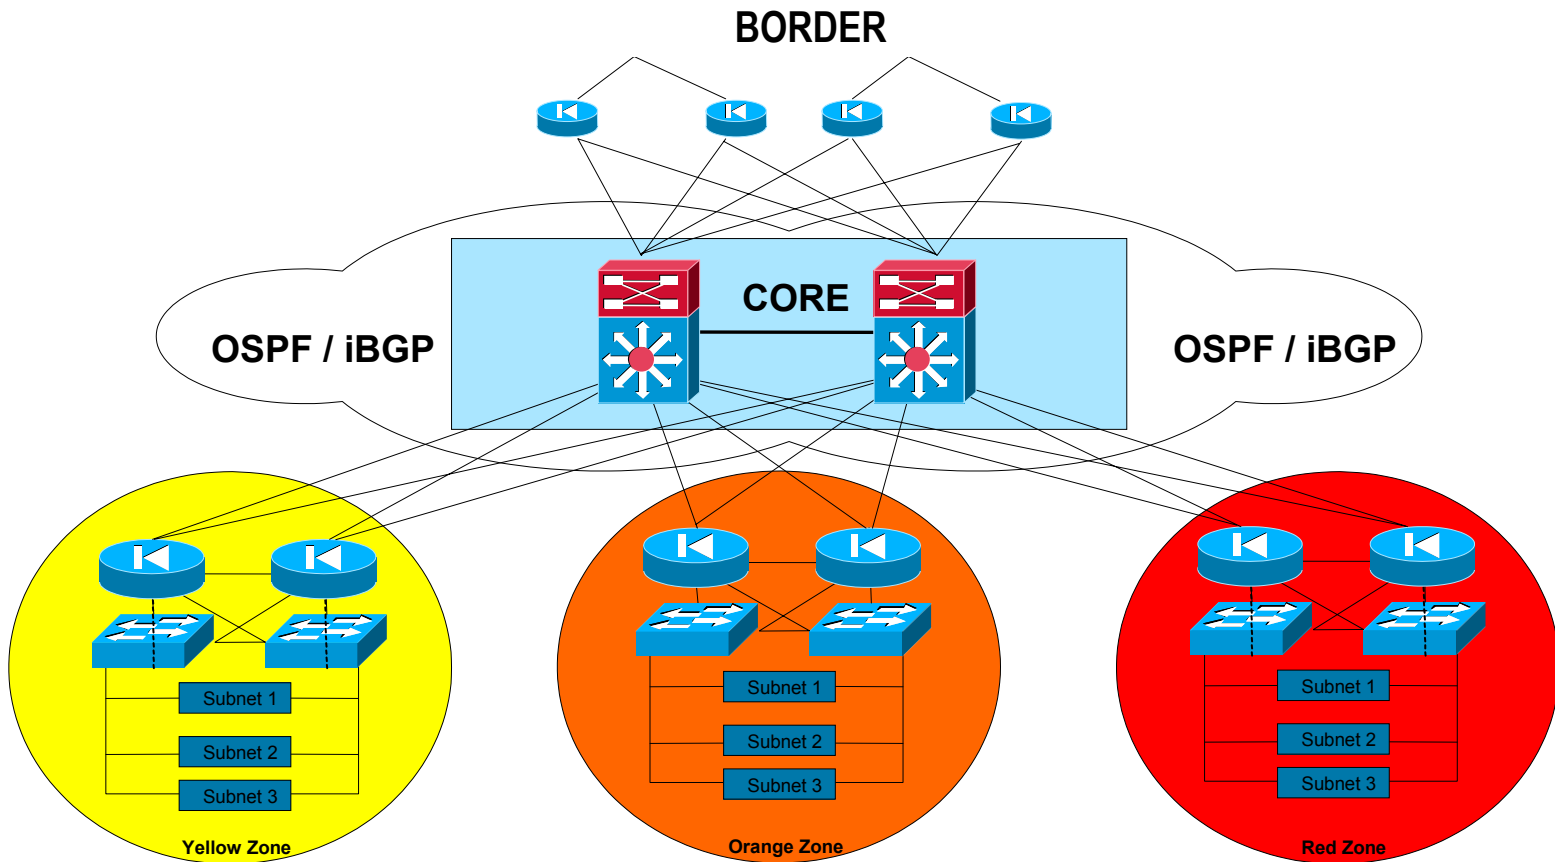 BORDER
CORE
OSPF / iBGP
OSPF / iBGP
Subnet 1
Subnet 2
Subnet 3
Yellow Zone
Subnet 1
Subnet 2
Subnet 3
Orange Zone
Subnet 1
Subnet 2
Subnet 3
Red Zone